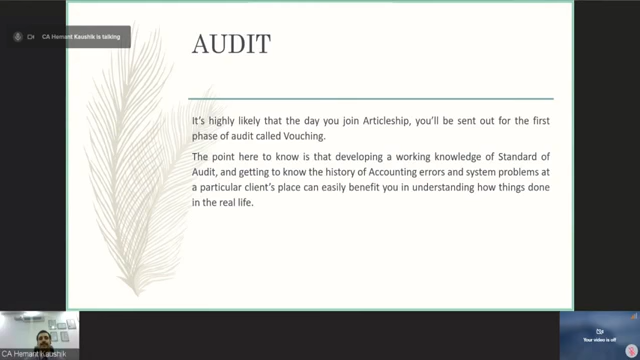 CA Hemant Kaushik is talking
AUDIT
It's highly likely that the day you join Articleship, you'll be sent out for the first
phase of audit called Vouching.
The point here to know is that developing a working knowledge of Standard of
Audit, and getting to know the history of Accounting errors and system problems at
a particular client's place can easily benefit you in understanding how things done
in the real life.
CA Hemant Kaushik
Your video is off